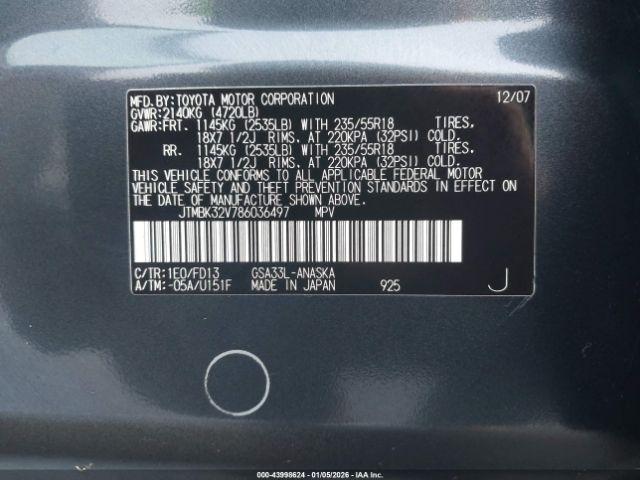 MFD.BY:TOYOTA MOTOR CORPORATION 12/07
GVWR:2140KG (4720LB)
GAWR:FRT. 1145KG (2535LB) WITH 235/55R18 TIRES,
18X7 1/2J RIMS, AT 220KPA (32PSI) COLD.
RR. 1145KG (2535LB) WITH 235/55R18 TIRES,
18X7 1/2J RIMS, AT 220KPA (32PSI) COLD.
THIS VEHICLE CONFORMS TO ALL APPLICABLE FEDERAL MOTOR
VEHICLE SAFETY AND THEFT PREVENTION STANDARDS IN EFFECT ON
THE DATE OF MANUFACTURE SHOWN ABOVE.
JTMBK32V786036497 MPV
C/TR:1E0/FD13 GSA33L-ANASKA
A/TM:-05A/U151F MADE IN JAPAN 925 J
000-43998624 - 01/05/2026 - IAA Inc.